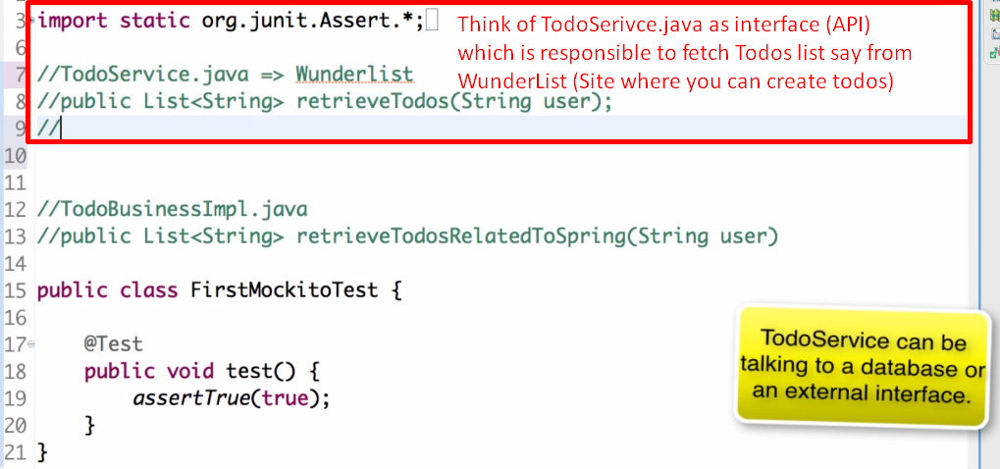 3 import static org.junit.Assert.*;
Think of TodoSerivce.java as interface (API)
which is responsible to fetch Todos list say from
WunderList (Site where you can create todos)
6
7 //TodoService.java => Wunderlist
8 //public List<String> retrieveTodos(String user);
9 //
10
11
12 //TodoBusinessImpl.java
13 //public List<String> retrieveTodosRelatedToSpring(String user)
14
15 public class FirstMockitoTest {
16
17 @Test
18 public void test() {
19 assertTrue(true);
20 }
21 }
TodoService can be
talking to a database or
an external interface.